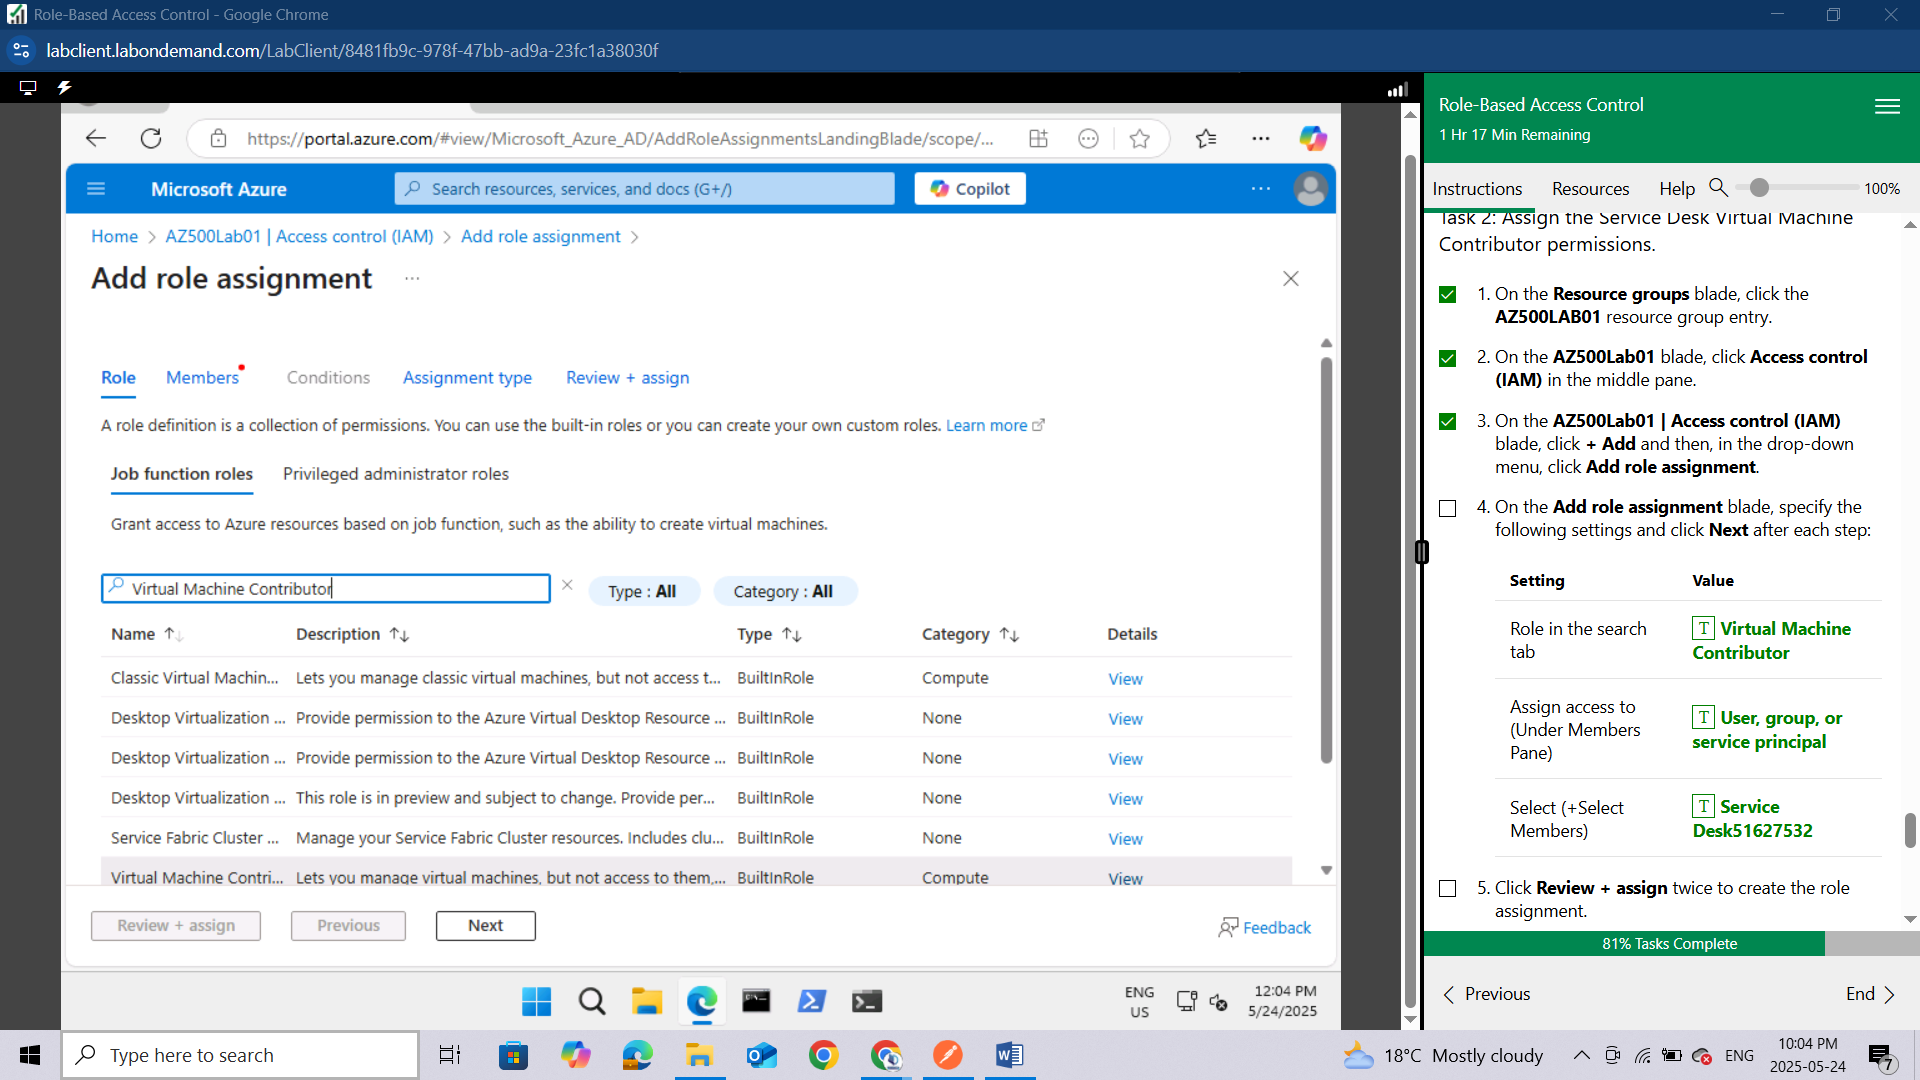 Role-Based Access Control - Google Chrome
labclient.labondemand.com/LabClient/8481fb9c-978f-47bb-ad9a-23fc1a38030f
https://portal.azure.com/#view/Microsoft_Azure_AD/AddRoleAssignmentsLandingBlade/scope/...
Microsoft Azure
Search resources, services, and docs (G+/)
Copilot
Home > AZ500Lab01 | Access control (IAM) > Add role assignment >
Add role assignment ...
Role Members Conditions Assignment type Review + assign
A role definition is a collection of permissions. You can use the built-in roles or you can create your own custom roles. Learn more
Job function roles Privileged administrator roles
Grant access to Azure resources based on job function, such as the ability to create virtual machines.
Virtual Machine Contributor
Type : All
Category : All
Name Description Type Category Details
Classic Virtual Machin... Lets you manage classic virtual machines, but not access t... BuiltInRole Compute View
Desktop Virtualization ... Provide permission to the Azure Virtual Desktop Resource ... BuiltInRole None View
Desktop Virtualization ... Provide permission to the Azure Virtual Desktop Resource ... BuiltInRole None View
Desktop Virtualization ... This role is in preview and subject to change. Provide per... BuiltInRole None View
Service Fabric Cluster ... Manage your Service Fabric Cluster resources. Includes clu... BuiltInRole None View
Virtual Machine Contri... Lets you manage virtual machines, but not access to them,... BuiltInRole Compute View
Review + assign Previous Next Feedback
ENG
US
12:04 PM
5/24/2025
Role-Based Access Control
1 Hr 17 Min Remaining
Instructions Resources Help 100%
Task 2: Assign the Service Desk Virtual Machine
Contributor permissions.
1. On the Resource groups blade, click the
AZ500LAB01 resource group entry.
2. On the AZ500Lab01 blade, click Access control
(IAM) in the middle pane.
3. On the AZ500Lab01 | Access control (IAM)
blade, click + Add and then, in the drop-down
menu, click Add role assignment.
4. On the Add role assignment blade, specify the
following settings and click Next after each step:
Setting Value
Role in the search
tab
T Virtual Machine
Contributor
Assign access to
(Under Members
Pane)
T User, group, or
service principal
Select (+Select
Members)
T Service
Desk51627532
5. Click Review + assign twice to create the role
assignment.
81% Tasks Complete
Previous End
Type here to search
18°C Mostly cloudy
ENG
10:04 PM
2025-05-24
7